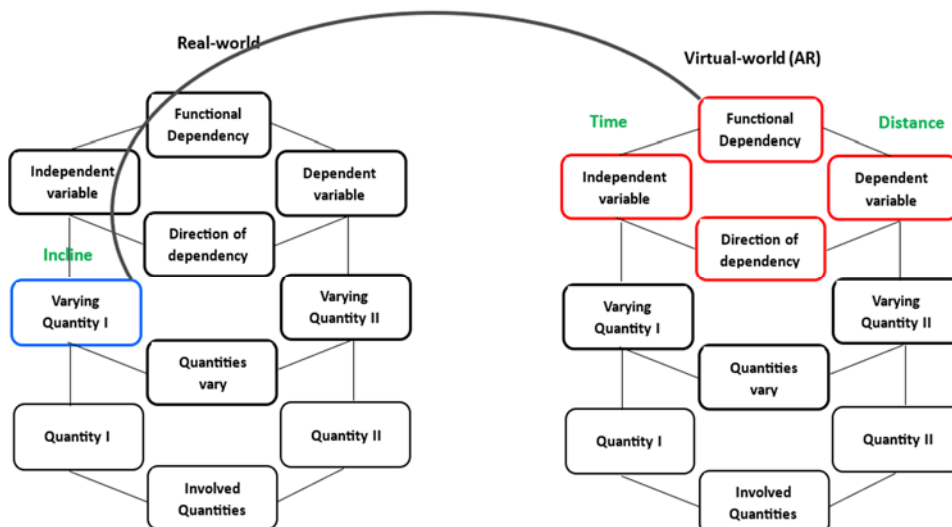 Real-world
Functional
Dependency
Independent
variable
Dependent
variable
Direction of
dependency
Incline
Varying
Quantity I
Varying
Quantity II
Quantities
vary
Quantity I
Quantity II
Involved
Quantities
Virtual-world (AR)
Time
Functional
Dependency
Distance
Independent
variable
Dependent
variable
Direction of
dependency
Varying
Quantity I
Varying
Quantity II
Quantities
vary
Quantity I
Quantity II
Involved
Quantities